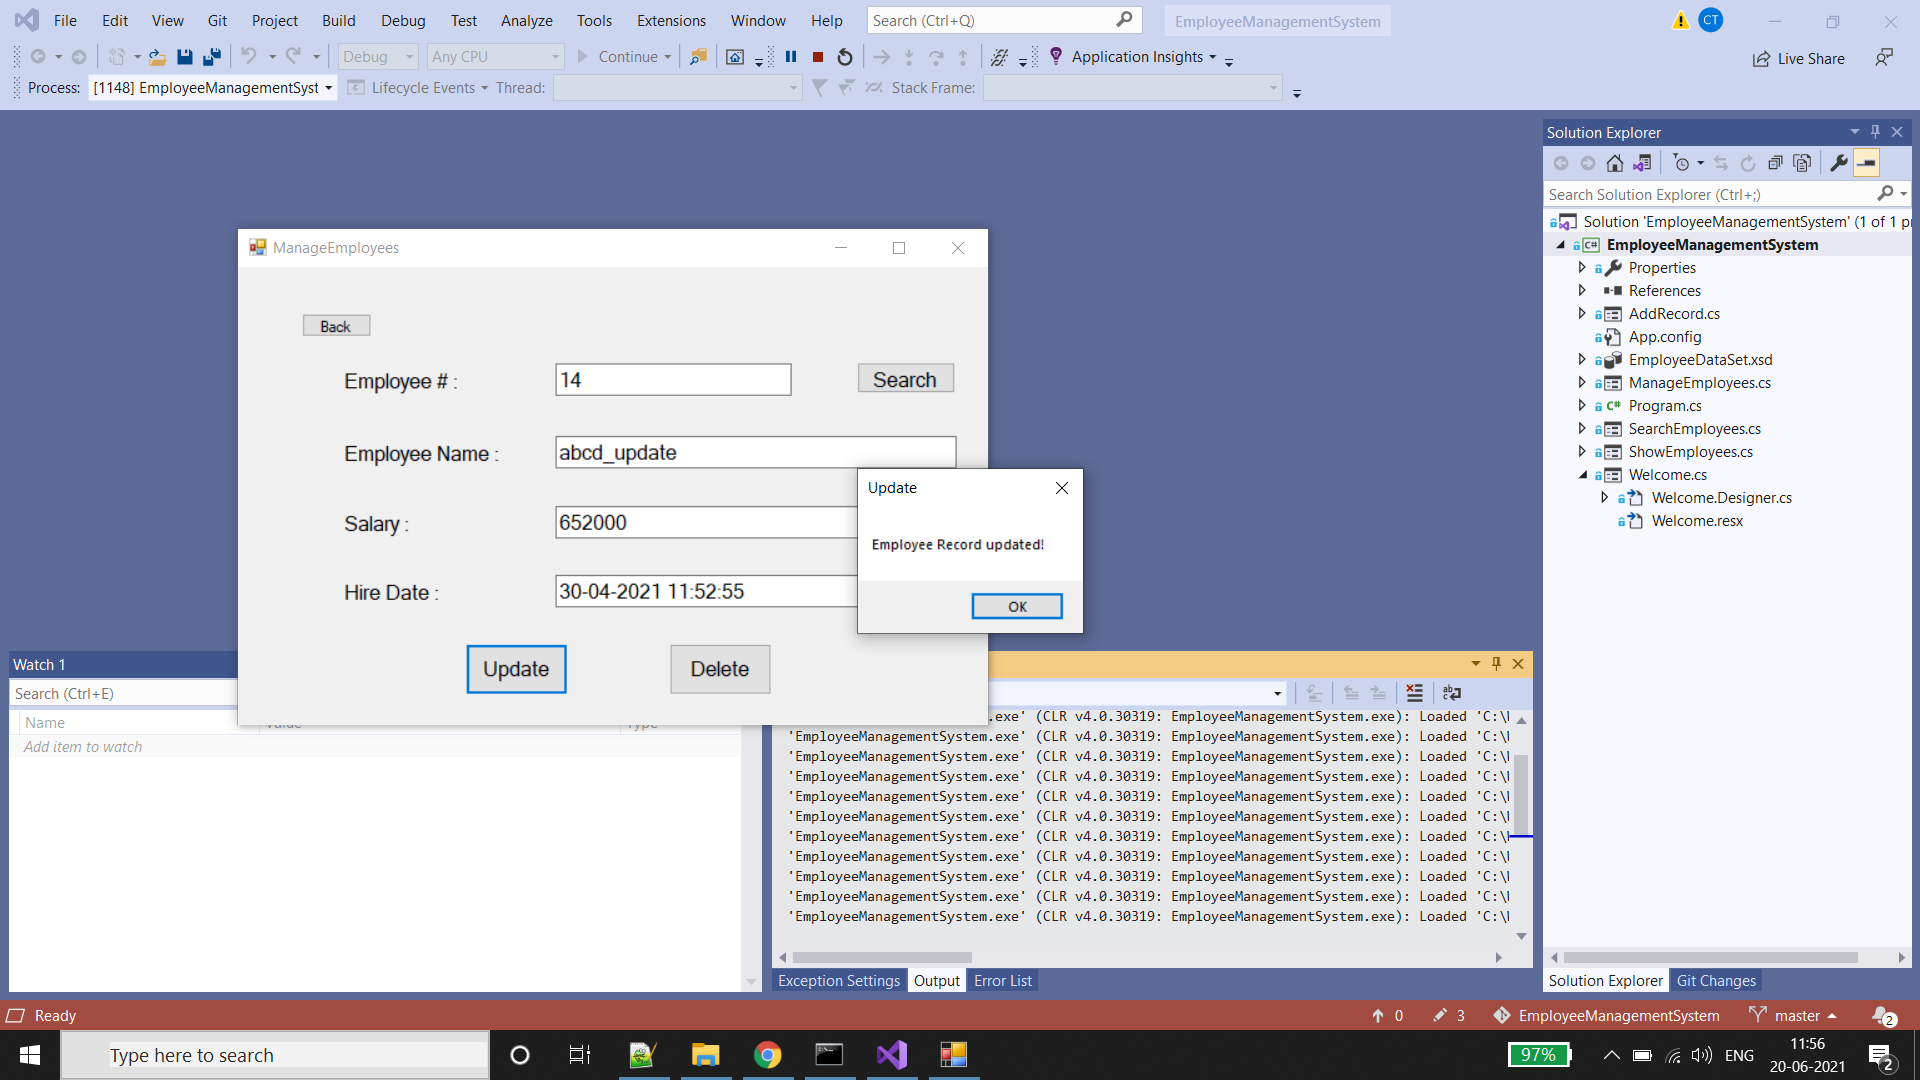 File Edit View Git Project Build Debug Test Analyze Tools Extensions Window Help Search (Ctrl+Q) EmployeeManagementSystem CT
Debug Any CPU Continue Application Insights Live Share
Process: [1148] EmployeeManagementSyst Lifecycle Events Thread: Stack Frame:
Solution Explorer
Search Solution Explorer (Ctrl+;)
Solution 'EmployeeManagementSystem' (1 of 1 pr
C# EmployeeManagementSystem
Properties
References
AddRecord.cs
App.config
EmployeeDataSet.xsd
ManageEmployees.cs
C# Program.cs
SearchEmployees.cs
ShowEmployees.cs
Welcome.cs
Welcome.Designer.cs
Welcome.resx
Solution Explorer Git Changes
ManageEmployees
Back
Employee # : 14 Search
Employee Name : abcd_update
Salary : 652000
Hire Date : 30-04-2021 11:52:55
Update Delete
Update
Employee Record updated!
OK
Watch 1
Search (Ctrl+E)
Name Value Type
Add item to watch
.exe' (CLR v4.0.30319: EmployeeManagementSystem.exe): Loaded 'C:\
'EmployeeManagementSystem.exe' (CLR v4.0.30319: EmployeeManagementSystem.exe): Loaded 'C:\
'EmployeeManagementSystem.exe' (CLR v4.0.30319: EmployeeManagementSystem.exe): Loaded 'C:\
'EmployeeManagementSystem.exe' (CLR v4.0.30319: EmployeeManagementSystem.exe): Loaded 'C:\
'EmployeeManagementSystem.exe' (CLR v4.0.30319: EmployeeManagementSystem.exe): Loaded 'C:\
'EmployeeManagementSystem.exe' (CLR v4.0.30319: EmployeeManagementSystem.exe): Loaded 'C:\
'EmployeeManagementSystem.exe' (CLR v4.0.30319: EmployeeManagementSystem.exe): Loaded 'C:\
'EmployeeManagementSystem.exe' (CLR v4.0.30319: EmployeeManagementSystem.exe): Loaded 'C:\
'EmployeeManagementSystem.exe' (CLR v4.0.30319: EmployeeManagementSystem.exe): Loaded 'C:\
'EmployeeManagementSystem.exe' (CLR v4.0.30319: EmployeeManagementSystem.exe): Loaded 'C:\
'EmployeeManagementSystem.exe' (CLR v4.0.30319: EmployeeManagementSystem.exe): Loaded 'C:\
Exception Settings Output Error List
Ready 0 3 EmployeeManagementSystem master 2
Type here to search 97% ENG 11:56
20-06-2021 2